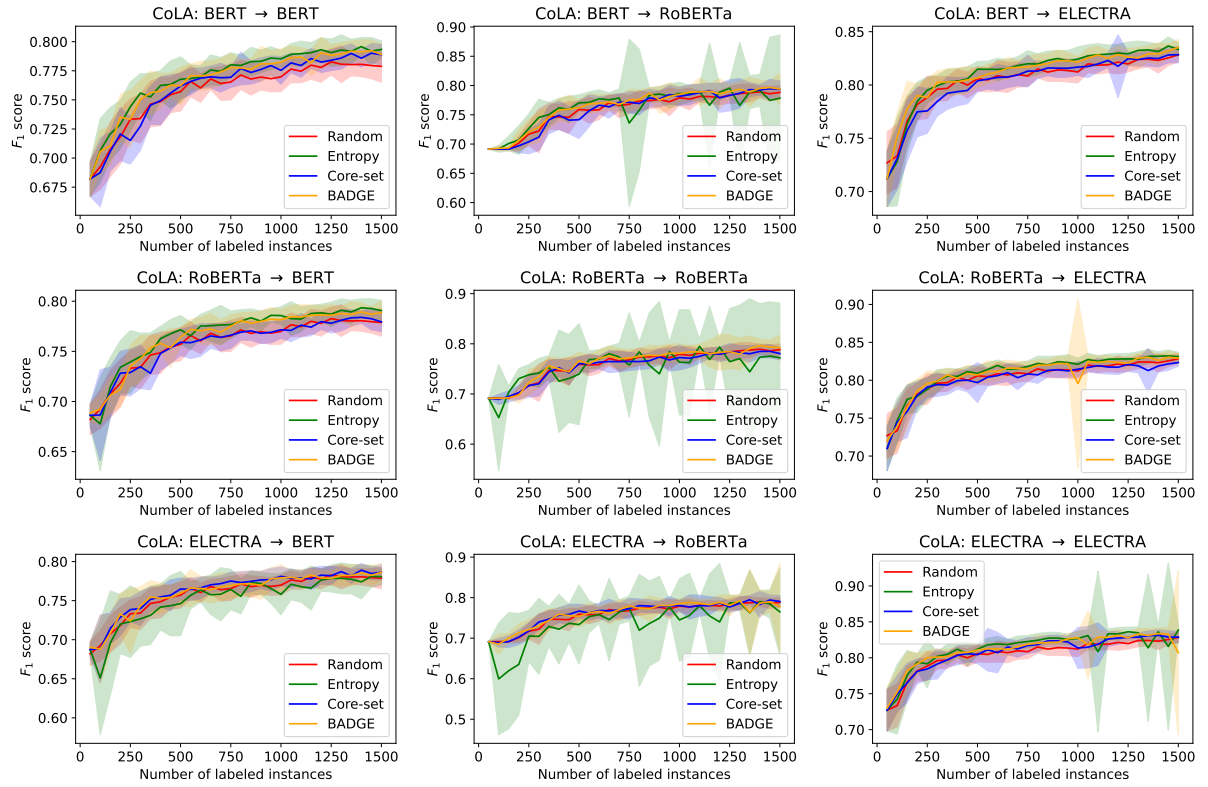 CoLA: BERT → BERT
F1 score
0.800
0.775
0.750
0.725
0.700
0.675
0 250 500 750 1000 1250 1500
Number of labeled instances
Random
Entropy
Core-set
BADGE
CoLA: BERT → RoBERTa
F1 score
0.90
0.85
0.80
0.75
0.70
0.65
0.60
0 250 500 750 1000 1250 1500
Number of labeled instances
Random
Entropy
Core-set
BADGE
CoLA: BERT → ELECTRA
F1 score
0.85
0.80
0.75
0.70
0 250 500 750 1000 1250 1500
Number of labeled instances
Random
Entropy
Core-set
BADGE
CoLA: RoBERTa → BERT
F1 score
0.80
0.75
0.70
0.65
0 250 500 750 1000 1250 1500
Number of labeled instances
Random
Entropy
Core-set
BADGE
CoLA: RoBERTa → RoBERTa
F1 score
0.9
0.8
0.7
0.6
0 250 500 750 1000 1250 1500
Number of labeled instances
Random
Entropy
Core-set
BADGE
CoLA: RoBERTa → ELECTRA
F1 score
0.90
0.85
0.80
0.75
0.70
0 250 500 750 1000 1250 1500
Number of labeled instances
Random
Entropy
Core-set
BADGE
CoLA: ELECTRA → BERT
F1 score
0.80
0.75
0.70
0.65
0.60
0 250 500 750 1000 1250 1500
Number of labeled instances
Random
Entropy
Core-set
BADGE
CoLA: ELECTRA → RoBERTa
F1 score
0.9
0.8
0.7
0.6
0.5
0 250 500 750 1000 1250 1500
Number of labeled instances
Random
Entropy
Core-set
BADGE
CoLA: ELECTRA → ELECTRA
F1 score
0.90
0.85
0.80
0.75
0.70
0 250 500 750 1000 1250 1500
Number of labeled instances
Random
Entropy
Core-set
BADGE